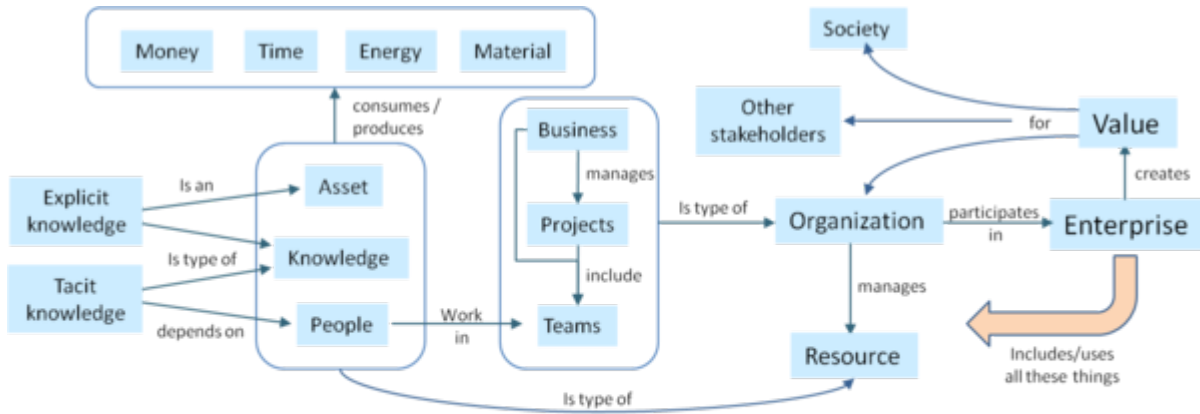 Money
Time
Energy
Material
consumes /
produces
Explicit
knowledge
Tacit
knowledge
Is an
Is type of
depends on
Asset
Knowledge
People
Work
in
Business
manages
Projects
include
Teams
Is type of
Is type of
Society
Other
stakeholders
for
Value
creates
Organization
participates
in
Enterprise
manages
Resource
Includes/uses
all these things